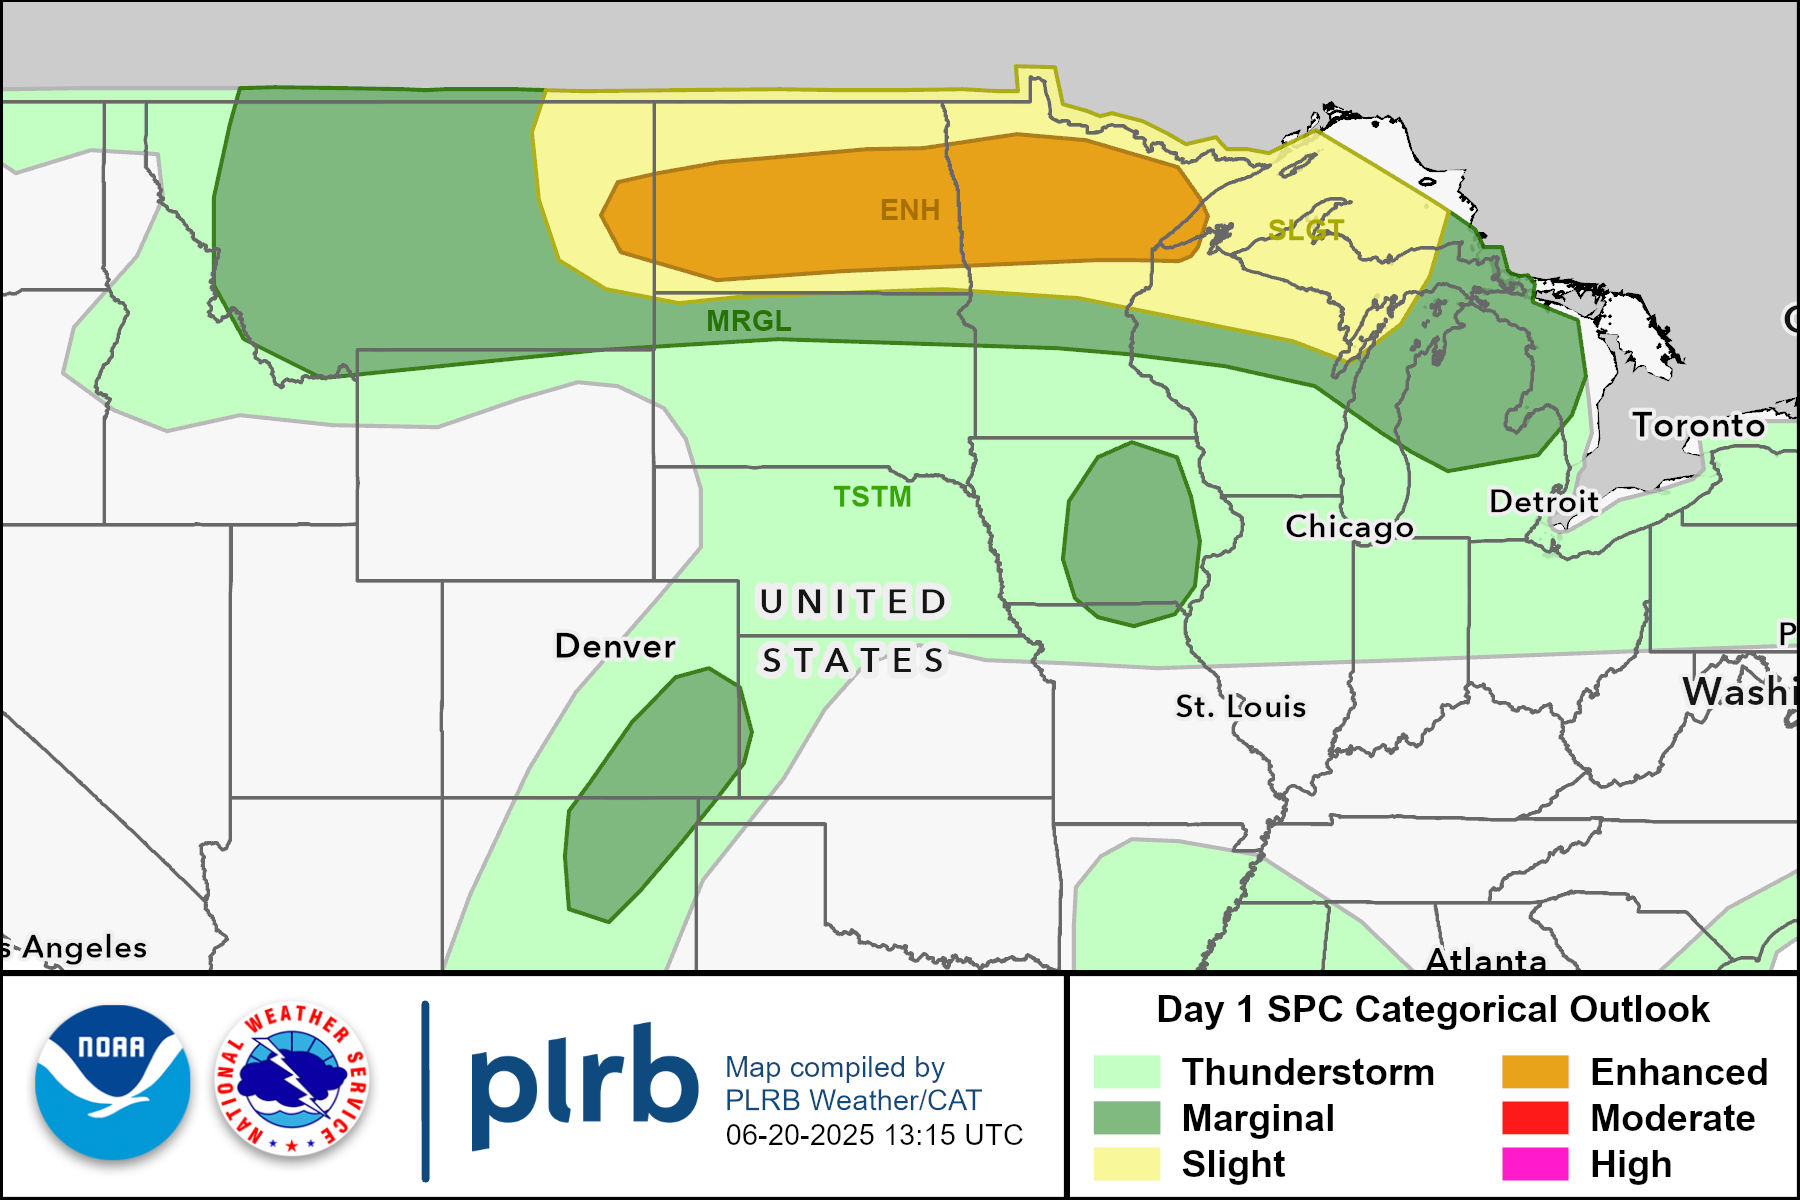 ENH
SLGT
MRGL
Toronto
TSTM
Detroit
Chicago
UNITED
STATES
Denver
Washi
St. Louis
s Angeles
Atlanta
P
NOAA
NATIONAL WEATHER SERVICE
plrb
Map compiled by
PLRB Weather/CAT
06-20-2025 13:15 UTC
Day 1 SPC Categorical Outlook
Thunderstorm
Marginal
Slight
Enhanced
Moderate
High